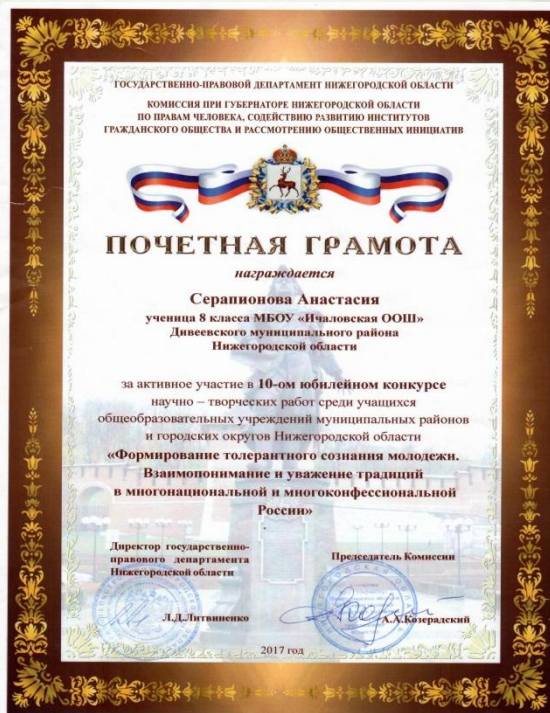 ГОСУДАРСТВЕННО-ПРАВОВОЙ ДЕПАРТАМЕНТ НИЖЕГОРОДСКОЙ ОБЛАСТИ
КОМИССИЯ ПРИ ГУБЕРНАТОРЕ НИЖЕГОРОДСКОЙ ОБЛАСТИ
ПО ПРАВАМ ЧЕЛОВЕКА, СОДЕЙСТВИЮ РАЗВИТИЮ ИНСТИТУТОВ
ГРАЖДАНСКОГО ОБЩЕСТВА И РАССМОТРЕНИЮ ОБЩЕСТВЕННЫХ ИНИЦИАТИВ
ПОЧЕТНАЯ ГРАМОТА
награждается
Серапионова Анастасия
ученица 8 класса МБОУ «Ичаловская ООШ»
Дивеевского муниципального района
Нижегородской области
за активное участие в 10-ом юбилейном конкурсе
научно – творческих работ среди учащихся
общеобразовательных учреждений муниципальных районов
и городских округов Нижегородской области
«Формирование толерантного сознания молодежи.
Взаимопонимание и уважение традиций
в многонациональной и многоконфессиональной
России»
Директор государственно-
правового департамента
Нижегородской области
Л.Д.Литвиненко
Председатель Комиссии
А.А.Козерадский
2017 год